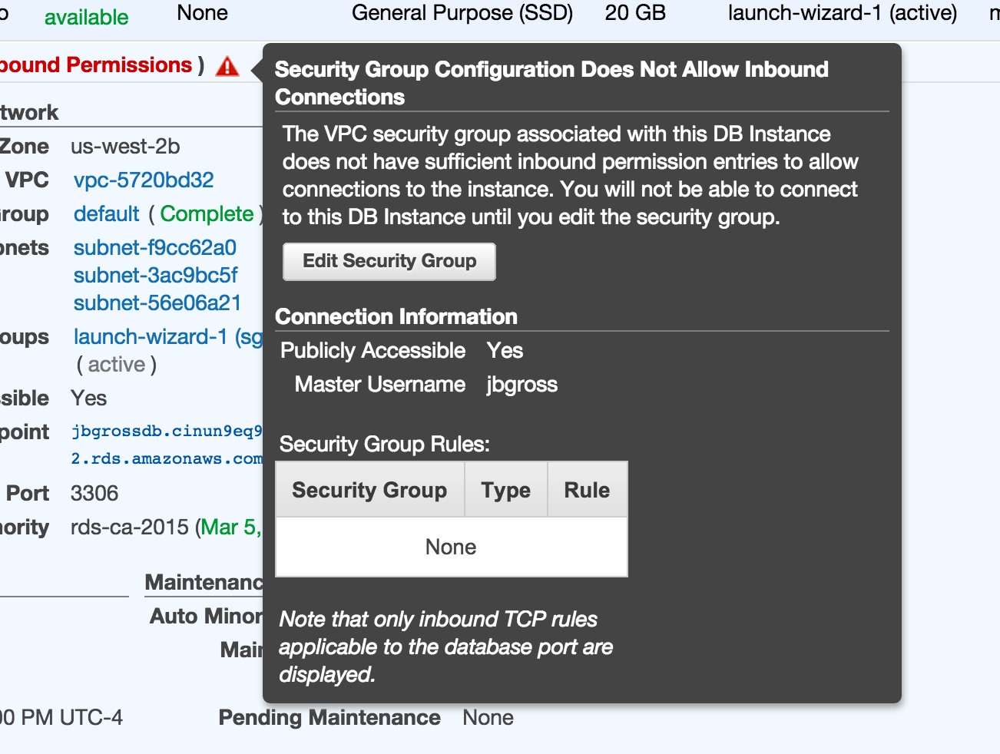 available None General Purpose (SSD) 20 GB launch-wizard-1 (active)
bound Permissions )
Security Group Configuration Does Not Allow Inbound
Connections
The VPC security group associated with this DB Instance
does not have sufficient inbound permission entries to allow
connections to the instance. You will not be able to connect
to this DB Instance until you edit the security group.
Edit Security Group
Connection Information
Publicly Accessible Yes
Master Username jbgross
Security Group Rules:
Security Group Type Rule
None
Note that only inbound TCP rules
applicable to the database port are
displayed.
twork
Zone us-west-2b
VPC vpc-5720bd32
roup default ( Complete )
nets subnet-f9cc62a0
subnet-3ac9bc5f
subnet-56e06a21
oups launch-wizard-1 (sg
( active )
sible Yes
point jbgrossdb.cinun9eq9
2.rds.amazonaws.com
Port 3306
ority rds-ca-2015 (Mar 5,
Maintenanc
Auto Minor
Main
00 PM UTC-4 Pending Maintenance None